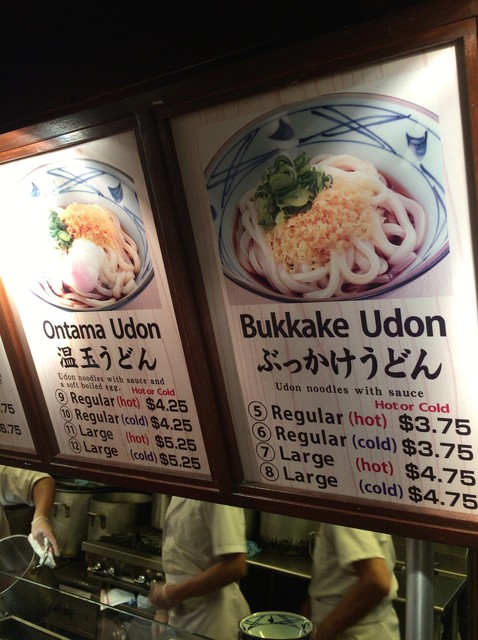 .75
6.75
Ontama Udon
温玉うどん
Udon noodles with sauce and
a soft boiled egg.
Hot or Cold
⑨ Regular (hot) $4.25
⑩ Regular (cold) $4.25
⑪ Large (hot) $5.25
⑫ Large (cold) $5.25
Bukkake Udon
ぶっかけうどん
Udon noodles with sauce
Hot or Cold
⑤ Regular (hot) $3.75
⑥ Regular (cold) $3.75
⑦ Large (hot) $4.75
⑧ Large (cold) $4.75